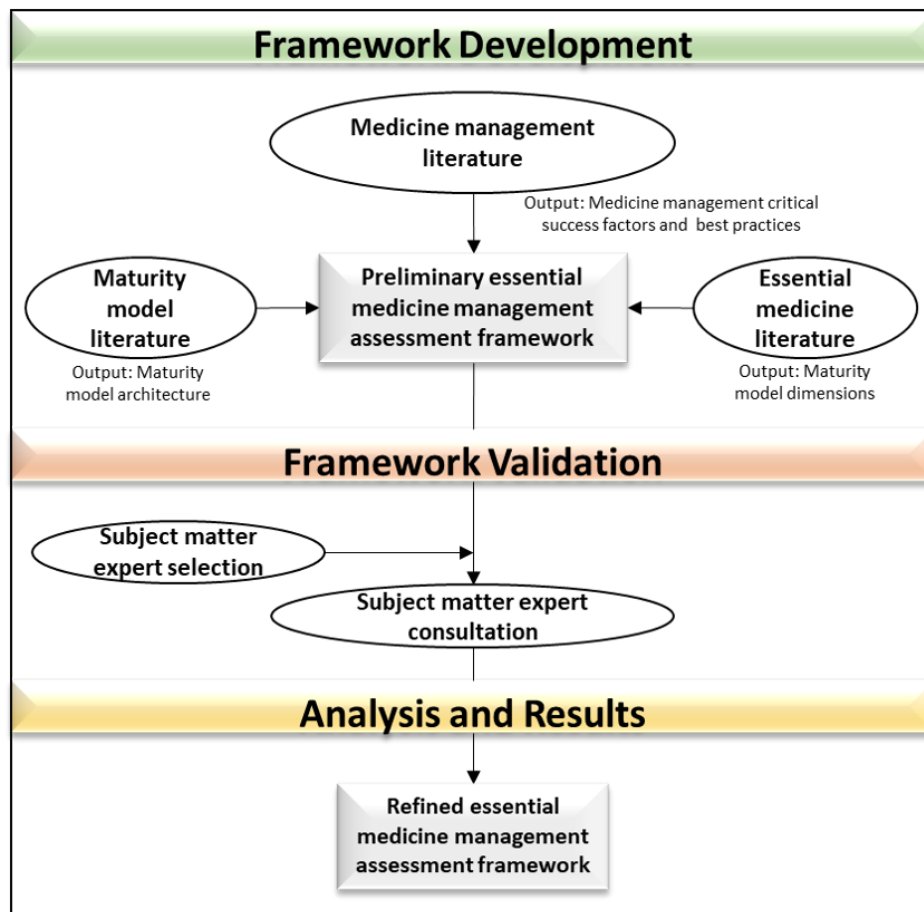 Framework Development
Medicine management
literature
Output: Medicine management critical
success factors and best practices
Maturity
model
literature
Preliminary essential
medicine management
assessment framework
Essential
medicine
literature
Output: Maturity
model architecture
Output: Maturity
model dimensions
Framework Validation
Subject matter
expert selection
Subject matter expert
consultation
Analysis and Results
Refined essential
medicine management
assessment framework